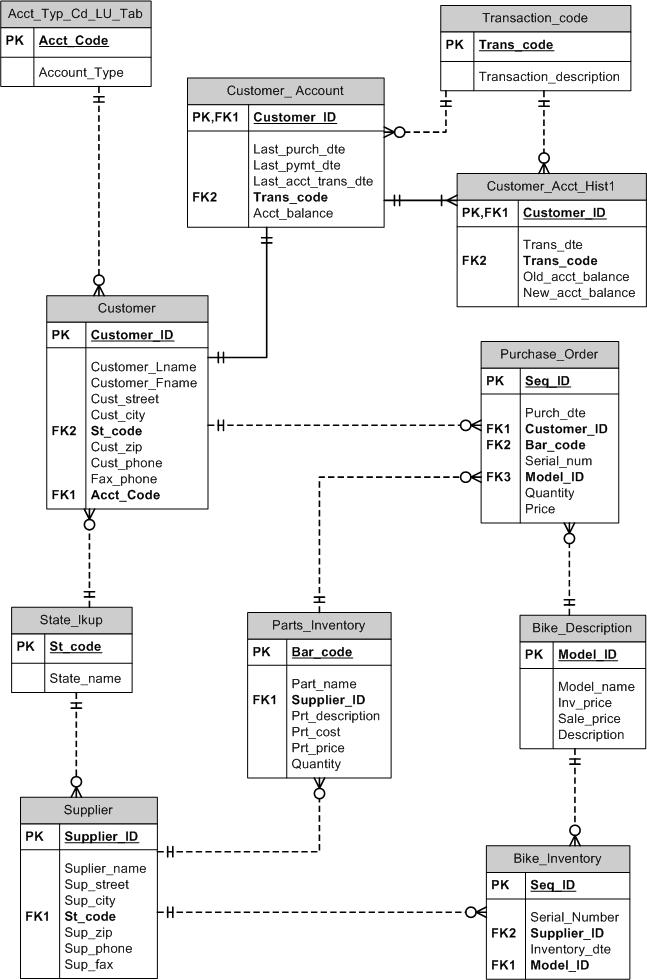 Acct_Typ_Cd_LU_Tab
PK Acct_Code
Account_Type
Transaction_code
PK Trans_code
Transaction_description
Customer_ Account
PK,FK1 Customer_ID
Last_purch_dte
Last_pymt_dte
Last_acct_trans_dte
FK2 Trans_code
Acct_balance
Customer_Acct_Hist1
PK,FK1 Customer_ID
Trans_dte
FK2 Trans_code
Old_acct_balance
New_acct_balance
Customer
PK Customer_ID
Customer_Lname
Customer_Fname
Cust_street
Cust_city
FK2 St_code
Cust_zip
Cust_phone
Fax_phone
FK1 Acct_Code
Purchase_Order
PK Seq_ID
Purch_dte
FK1 Customer_ID
FK2 Bar_code
Serial_num
FK3 Model_ID
Quantity
Price
State_lkup
PK St_code
State_name
Parts_Inventory
PK Bar_code
Part_name
FK1 Supplier_ID
Prt_description
Prt_cost
Prt_price
Quantity
Bike_Description
PK Model_ID
Model_name
Inv_price
Sale_price
Description
Supplier
PK Supplier_ID
Suplier_name
Sup_street
Sup_city
FK1 St_code
Sup_zip
Sup_phone
Sup_fax
Bike_Inventory
PK Seq_ID
Serial_Number
FK2 Supplier_ID
Inventory_dte
FK1 Model_ID